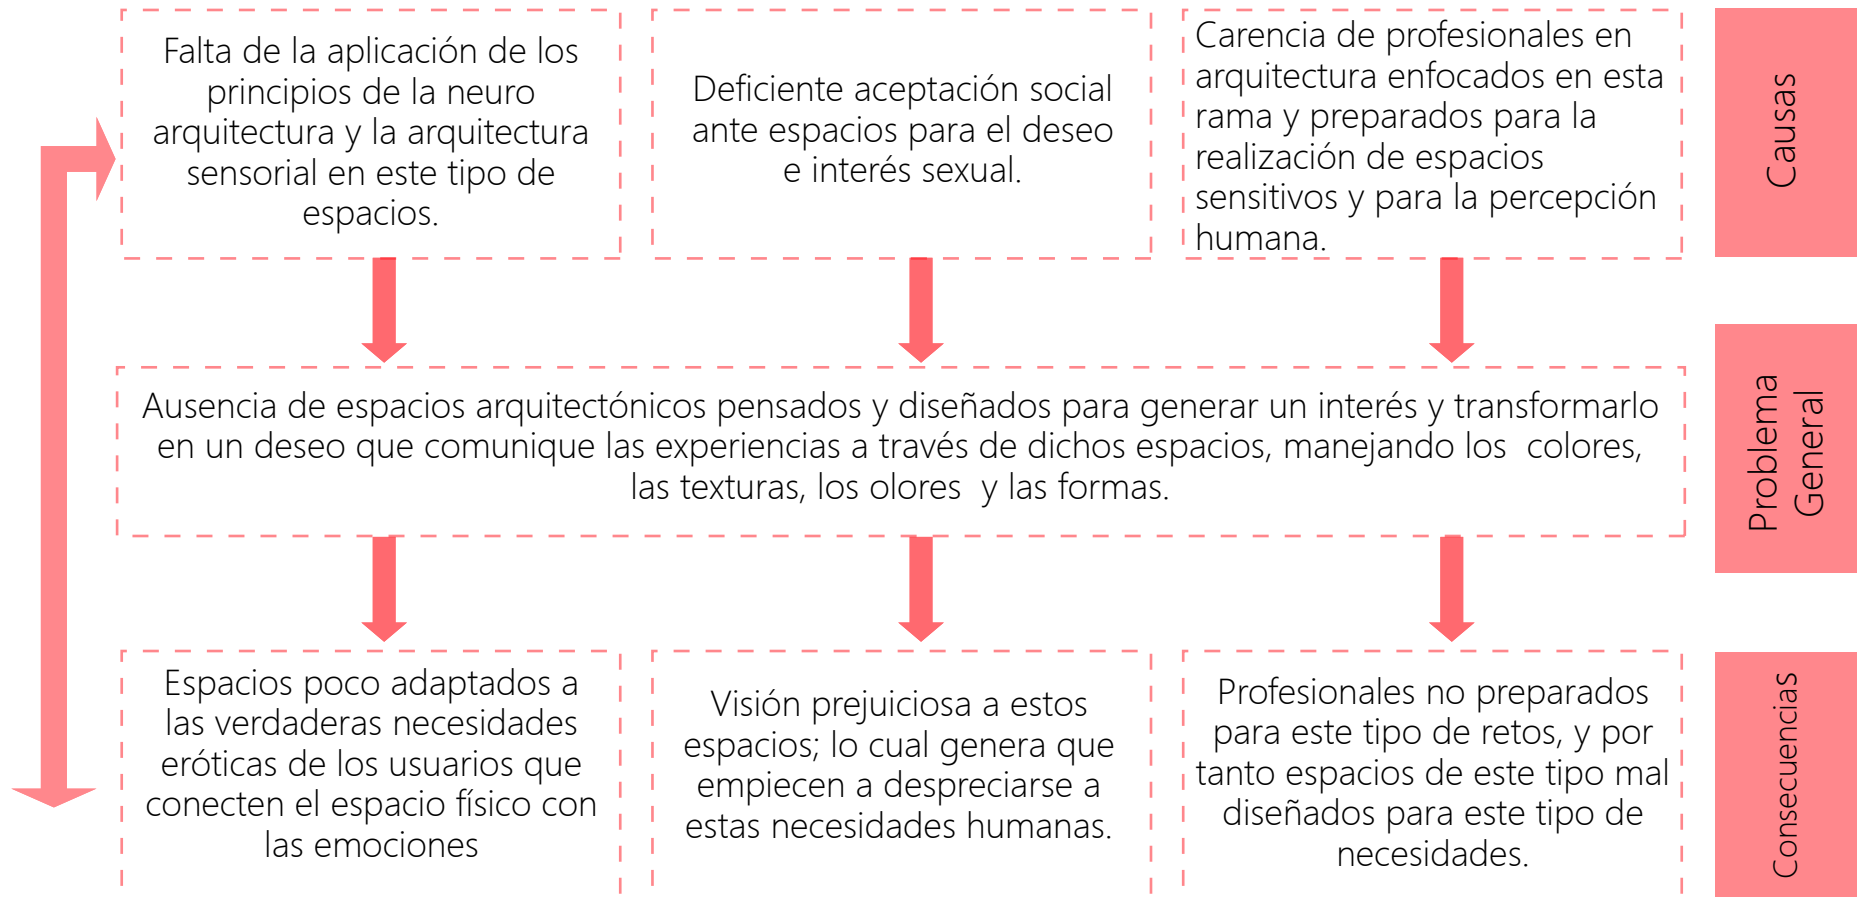 Falta de la aplicación de los
principios de la neuro
arquitectura y la arquitectura
sensorial en este tipo de
espacios.
Deficiente aceptación social
ante espacios para el deseo
e interés sexual.
Carencia de profesionales en
arquitectura enfocados en esta
rama y preparados para la
realización de espacios
sensitivos y para la percepción
humana.
Causas
Ausencia de espacios arquitectónicos pensados y diseñados para generar un interés y transformarlo
en un deseo que comunique las experiencias a través de dichos espacios, manejando los  colores,
las texturas, los olores  y las formas.
Problema
General
Espacios poco adaptados a
las verdaderas necesidades
eróticas de los usuarios que
conecten el espacio físico con
las emociones
Visión prejuiciosa a estos
espacios; lo cual genera que
empiecen a despreciarse a
estas necesidades humanas.
Profesionales no preparados
para este tipo de retos, y por
tanto espacios de este tipo mal
diseñados para este tipo de
necesidades.
Consecuencias